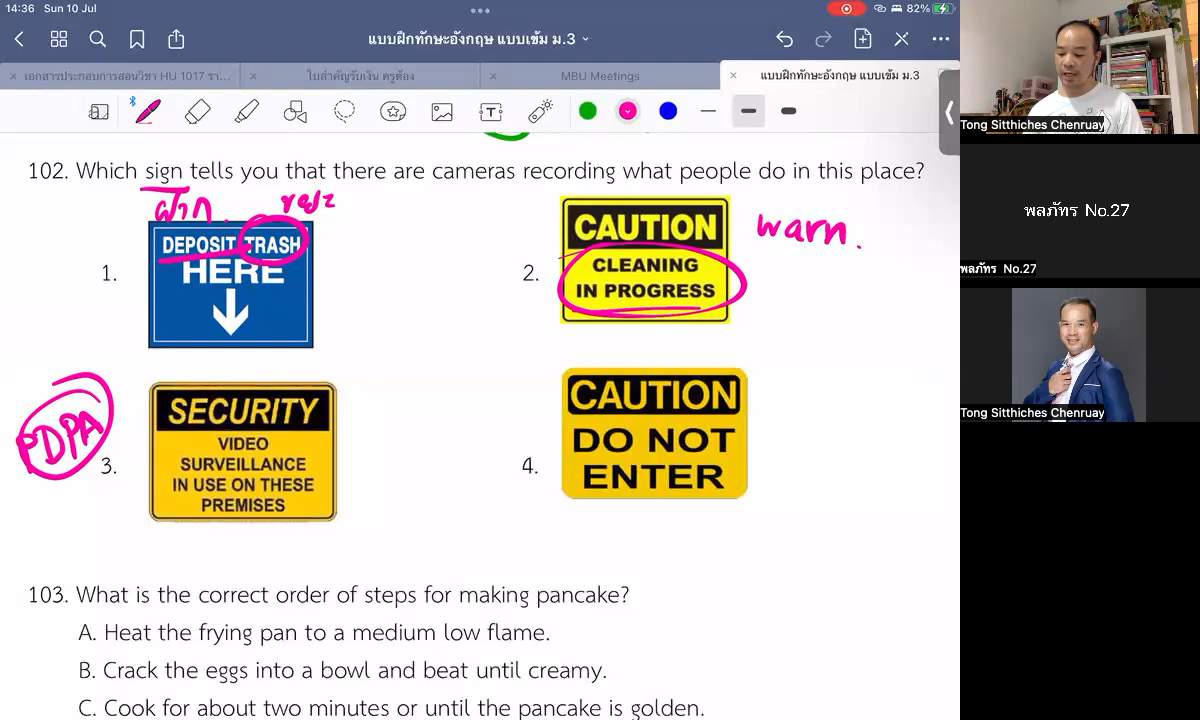 14:36 Sun 10 Jul
82%
แบบฝึกทักษะอังกฤษ แบบเข้ม ม.3
เอกสารประกอบการสอนวิชา HU 1017 รา...
ใบสำคัญรับเงิน ครูต้อง
MBU Meetings
แบบฝึกทักษะอังกฤษ แบบเข้ม ม.3
102. Which sign tells you that there are cameras recording what people do in this place?
ฝาก
ขยะ
1.
DEPOSIT TRASH
HERE
2.
CAUTION
CLEANING
IN PROGRESS
warn.
PDPA
3.
SECURITY
VIDEO
SURVEILLANCE
IN USE ON THESE
PREMISES
4.
CAUTION
DO NOT
ENTER
103. What is the correct order of steps for making pancake?
A. Heat the frying pan to a medium low flame.
B. Crack the eggs into a bowl and beat until creamy.
C. Cook for about two minutes or until the pancake is golden.
Tong Sitthiches Chenruay
พลภัทร No.27
พลภัทร No.27
Tong Sitthiches Chenruay